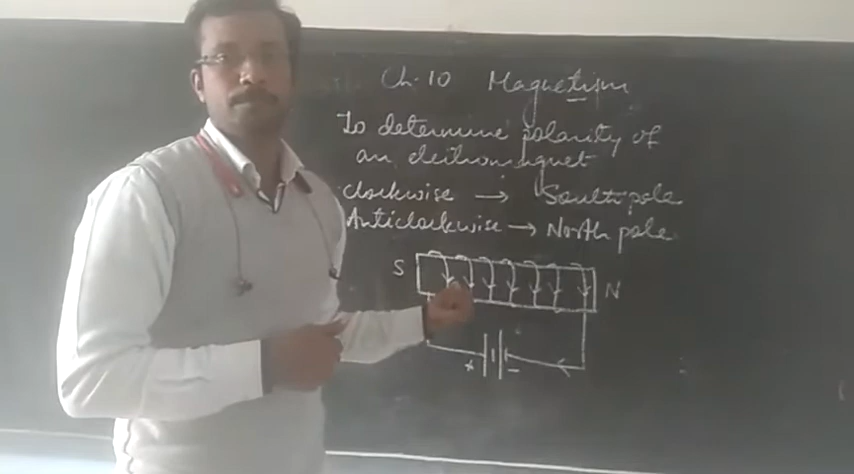 Ch. 10 Magnetism
To determine polarity of
an electromagnet
clockwise → South pole
Anticlockwise → North pole
S N
+ −